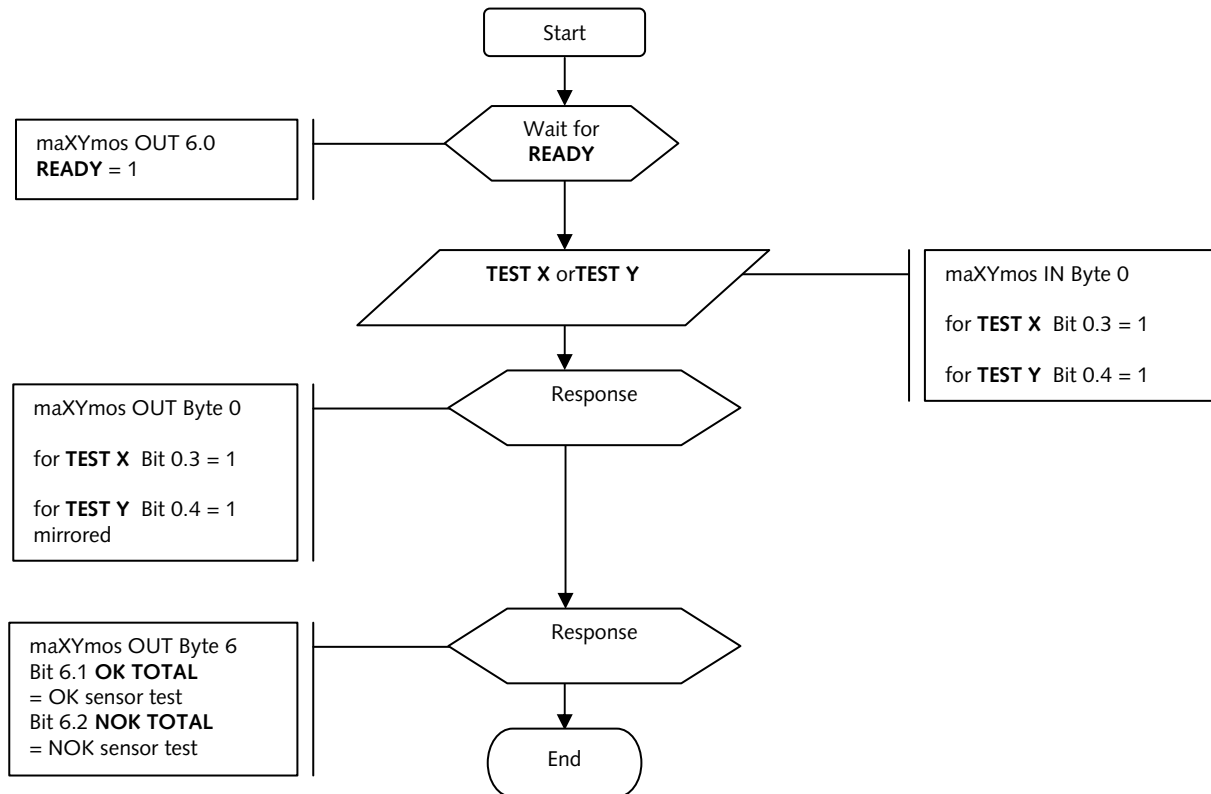 Start
maXYmos OUT 6.0
READY = 1
Wait for
READY
TEST X orTEST Y
maXYmos IN Byte 0
for TEST X Bit 0.3 = 1
for TEST Y Bit 0.4 = 1
Response
maXYmos OUT Byte 0
for TEST X Bit 0.3 = 1
for TEST Y Bit 0.4 = 1
mirrored
Response
maXYmos OUT Byte 6
Bit 6.1 OK TOTAL
= OK sensor test
Bit 6.2 NOK TOTAL
= NOK sensor test
End